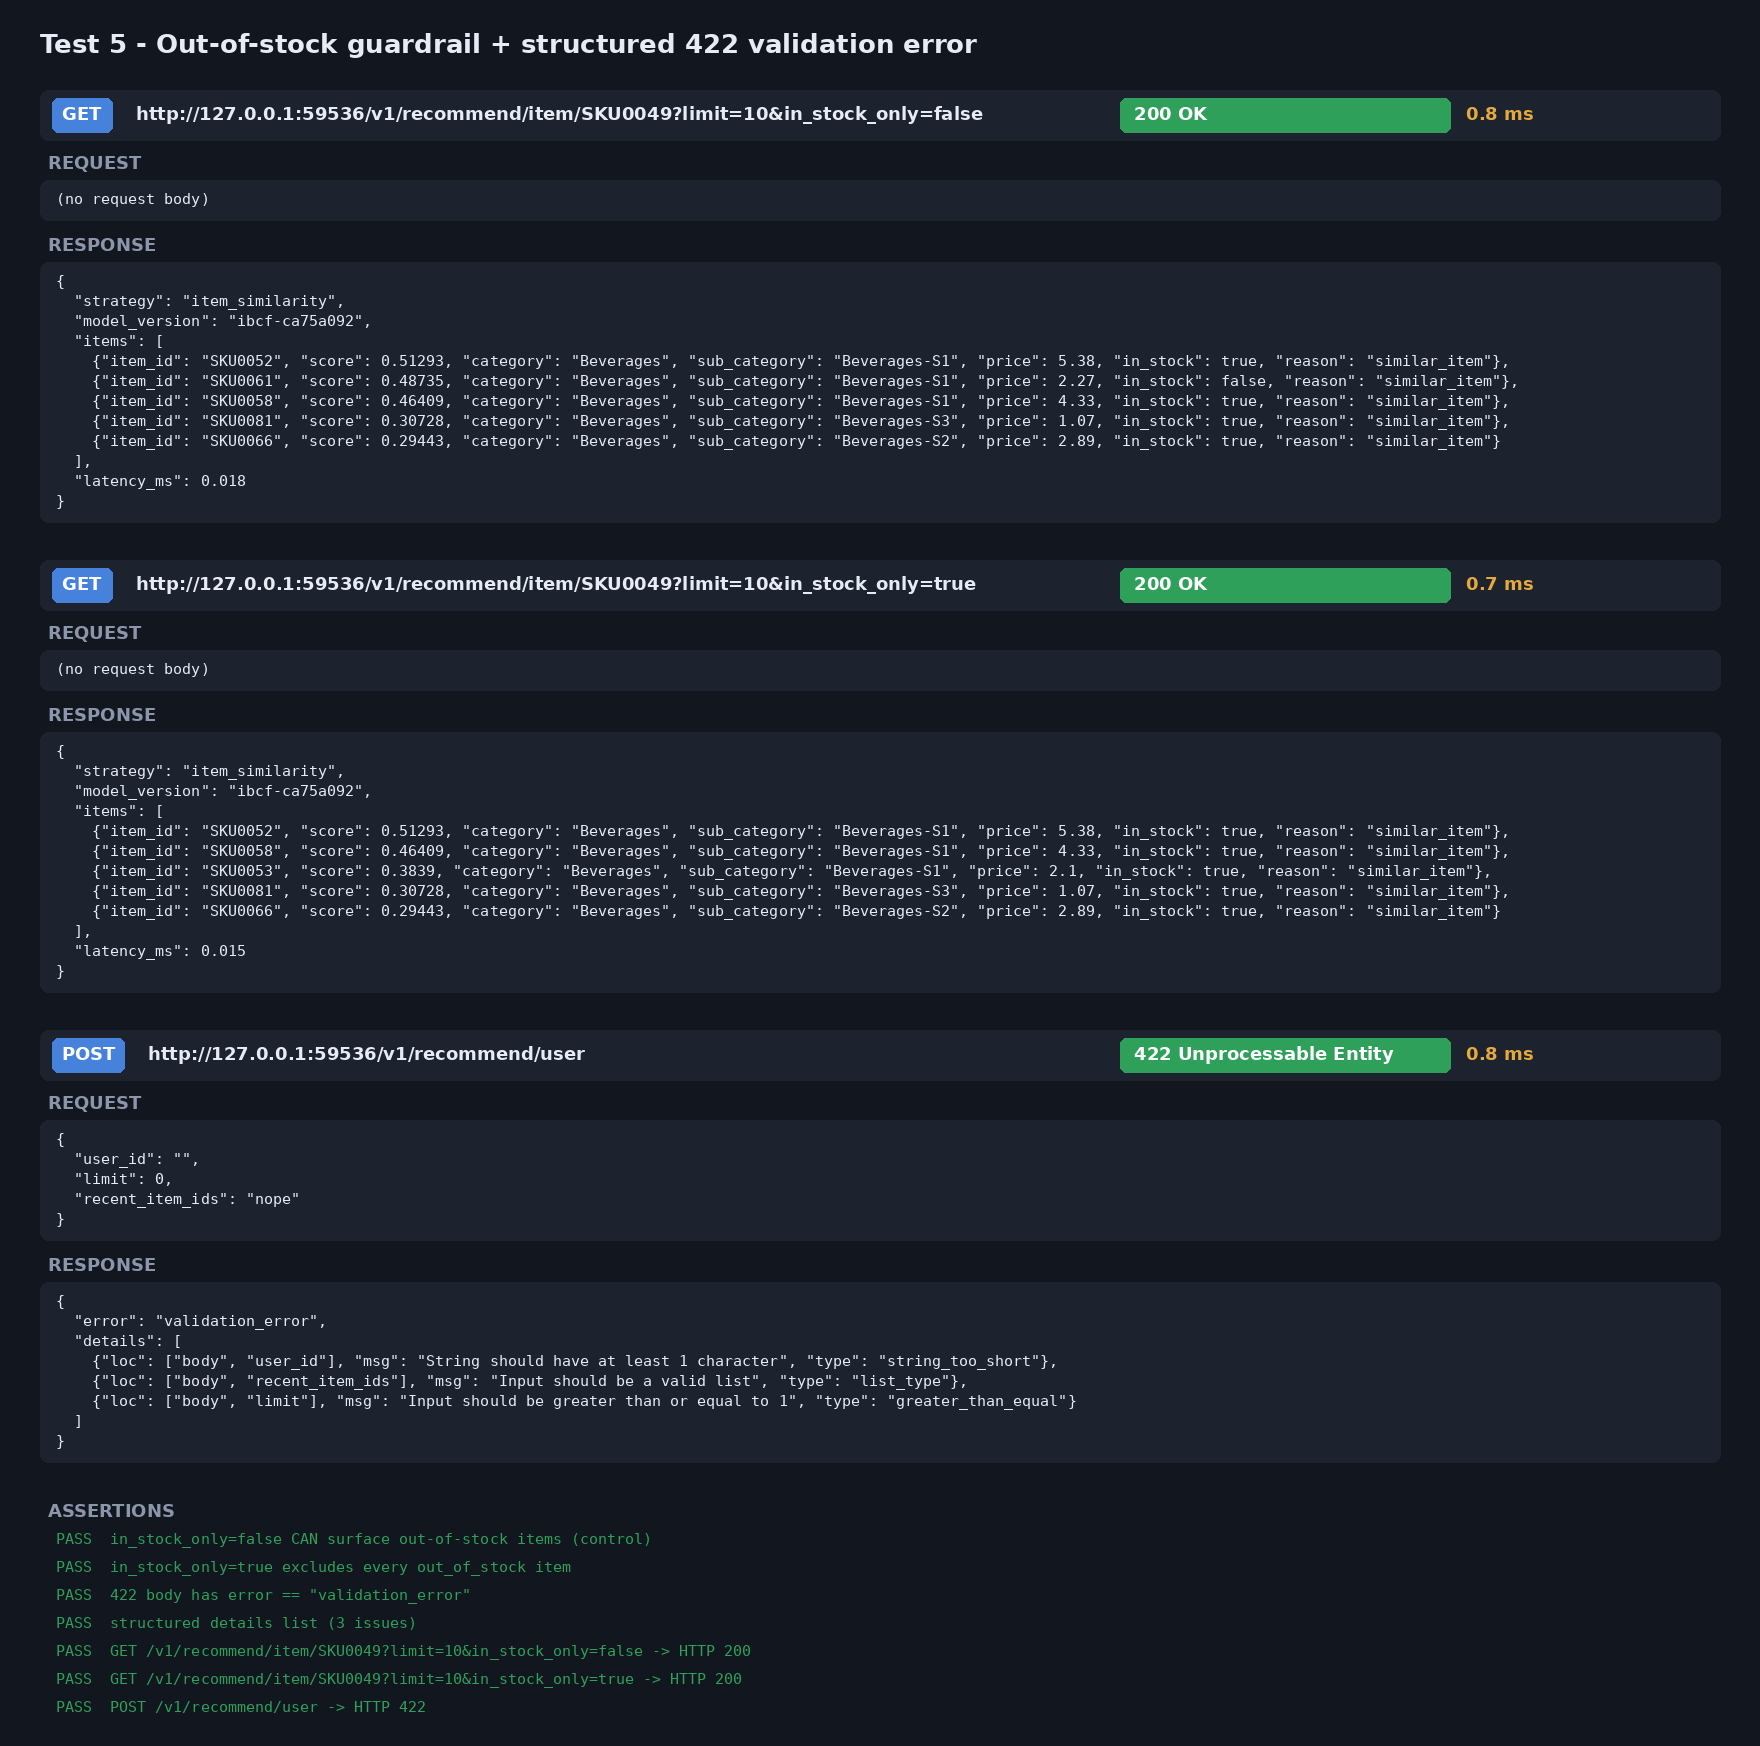 Test 5 - Out-of-stock guardrail + structured 422 validation error
GET http://127.0.0.1:59536/v1/recommend/item/SKU0049?limit=10&in_stock_only=false 200 OK 0.8 ms
REQUEST
(no request body)
RESPONSE
{
  "strategy": "item_similarity",
  "model_version": "ibcf-ca75a092",
  "items": [
    {"item_id": "SKU0052", "score": 0.51293, "category": "Beverages", "sub_category": "Beverages-S1", "price": 5.38, "in_stock": true, "reason": "similar_item"},
    {"item_id": "SKU0061", "score": 0.48735, "category": "Beverages", "sub_category": "Beverages-S1", "price": 2.27, "in_stock": false, "reason": "similar_item"},
    {"item_id": "SKU0058", "score": 0.46409, "category": "Beverages", "sub_category": "Beverages-S1", "price": 4.33, "in_stock": true, "reason": "similar_item"},
    {"item_id": "SKU0081", "score": 0.30728, "category": "Beverages", "sub_category": "Beverages-S3", "price": 1.07, "in_stock": true, "reason": "similar_item"},
    {"item_id": "SKU0066", "score": 0.29443, "category": "Beverages", "sub_category": "Beverages-S2", "price": 2.89, "in_stock": true, "reason": "similar_item"}
  ],
  "latency_ms": 0.018
}
GET http://127.0.0.1:59536/v1/recommend/item/SKU0049?limit=10&in_stock_only=true 200 OK 0.7 ms
REQUEST
(no request body)
RESPONSE
{
  "strategy": "item_similarity",
  "model_version": "ibcf-ca75a092",
  "items": [
    {"item_id": "SKU0052", "score": 0.51293, "category": "Beverages", "sub_category": "Beverages-S1", "price": 5.38, "in_stock": true, "reason": "similar_item"},
    {"item_id": "SKU0058", "score": 0.46409, "category": "Beverages", "sub_category": "Beverages-S1", "price": 4.33, "in_stock": true, "reason": "similar_item"},
    {"item_id": "SKU0053", "score": 0.3839, "category": "Beverages", "sub_category": "Beverages-S1", "price": 2.1, "in_stock": true, "reason": "similar_item"},
    {"item_id": "SKU0081", "score": 0.30728, "category": "Beverages", "sub_category": "Beverages-S3", "price": 1.07, "in_stock": true, "reason": "similar_item"},
    {"item_id": "SKU0066", "score": 0.29443, "category": "Beverages", "sub_category": "Beverages-S2", "price": 2.89, "in_stock": true, "reason": "similar_item"}
  ],
  "latency_ms": 0.015
}
POST http://127.0.0.1:59536/v1/recommend/user 422 Unprocessable Entity 0.8 ms
REQUEST
{
  "user_id": "",
  "limit": 0,
  "recent_item_ids": "nope"
}
RESPONSE
{
  "error": "validation_error",
  "details": [
    {"loc": ["body", "user_id"], "msg": "String should have at least 1 character", "type": "string_too_short"},
    {"loc": ["body", "recent_item_ids"], "msg": "Input should be a valid list", "type": "list_type"},
    {"loc": ["body", "limit"], "msg": "Input should be greater than or equal to 1", "type": "greater_than_equal"}
  ]
}
ASSERTIONS
PASS  in_stock_only=false CAN surface out-of-stock items (control)
PASS  in_stock_only=true excludes every out_of_stock item
PASS  422 body has error == "validation_error"
PASS  structured details list (3 issues)
PASS  GET /v1/recommend/item/SKU0049?limit=10&in_stock_only=false -> HTTP 200
PASS  GET /v1/recommend/item/SKU0049?limit=10&in_stock_only=true -> HTTP 200
PASS  POST /v1/recommend/user -> HTTP 422